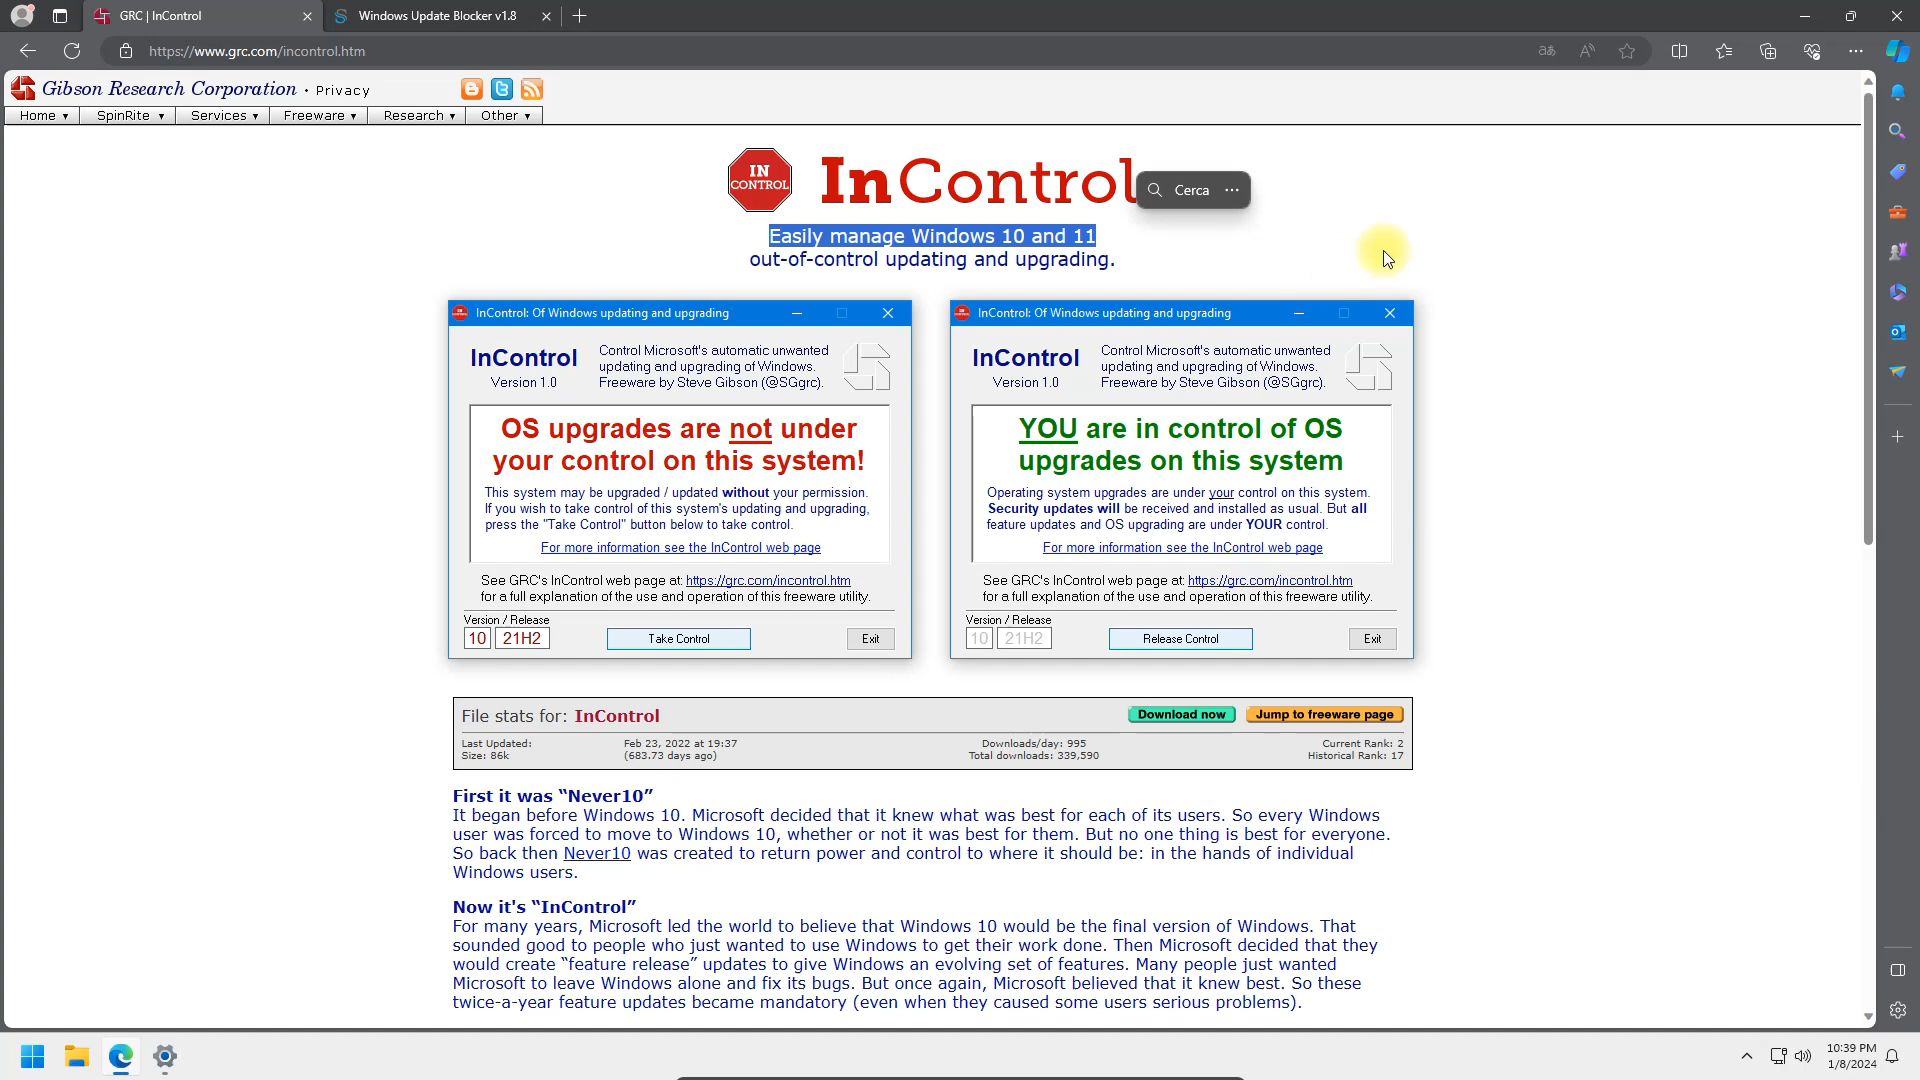 GRC | InControl
Windows Update Blocker v1.8
https://www.grc.com/incontrol.htm
Gibson Research Corporation • Privacy
Home ▾ SpinRite ▾ Services ▾ Freeware ▾ Research ▾ Other ▾
IN CONTROL
InControl
Cerca ...
Easily manage Windows 10 and 11
out-of-control updating and upgrading.
InControl: Of Windows updating and upgrading
InControl
Version 1.0
Control Microsoft's automatic unwanted
updating and upgrading of Windows.
Freeware by Steve Gibson (@SGgrc).
OS upgrades are not under
your control on this system!
This system may be upgraded / updated without your permission.
If you wish to take control of this system's updating and upgrading,
press the "Take Control" button below to take control.
For more information see the InControl web page
See GRC's InControl web page at: https://grc.com/incontrol.htm
for a full explanation of the use and operation of this freeware utility.
Version / Release
10 21H2 Take Control Exit
InControl: Of Windows updating and upgrading
InControl
Version 1.0
Control Microsoft's automatic unwanted
updating and upgrading of Windows.
Freeware by Steve Gibson (@SGgrc).
YOU are in control of OS
upgrades on this system
Operating system upgrades are under your control on this system.
Security updates will be received and installed as usual. But all
feature updates and OS upgrading are under YOUR control.
For more information see the InControl web page
See GRC's InControl web page at: https://grc.com/incontrol.htm
for a full explanation of the use and operation of this freeware utility.
Version / Release
10 21H2 Release Control Exit
File stats for: InControl Download now Jump to freeware page
Last Updated: Feb 23, 2022 at 19:37 Downloads/day: 995 Current Rank: 2
Size: 86k (683.73 days ago) Total downloads: 339,590 Historical Rank: 17
First it was “Never10”
It began before Windows 10. Microsoft decided that it knew what was best for each of its users. So every Windows
user was forced to move to Windows 10, whether or not it was best for them. But no one thing is best for everyone.
So back then Never10 was created to return power and control to where it should be: in the hands of individual
Windows users.
Now it's “InControl”
For many years, Microsoft led the world to believe that Windows 10 would be the final version of Windows. That
sounded good to people who just wanted to use Windows to get their work done. Then Microsoft decided that they
would create “feature release” updates to give Windows an evolving set of features. Many people just wanted
Microsoft to leave Windows alone and fix its bugs. But once again, Microsoft believed that it knew best. So these
twice-a-year feature updates became mandatory (even when they caused some users serious problems).
10:39 PM
1/8/2024